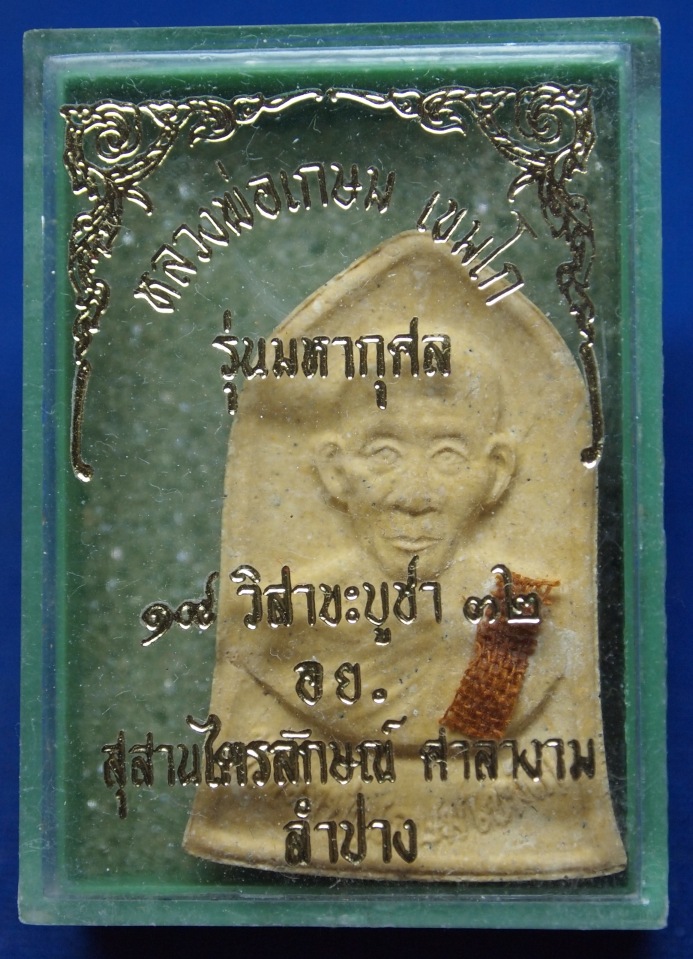 หลวงพ่อเกษม เขมโก
รุ่นมหากุศล
๑๙ วิสาขะบูชา ๓๒
อย.
สุสานไตรลักษณ์ ศาลางาม
ลำปาง